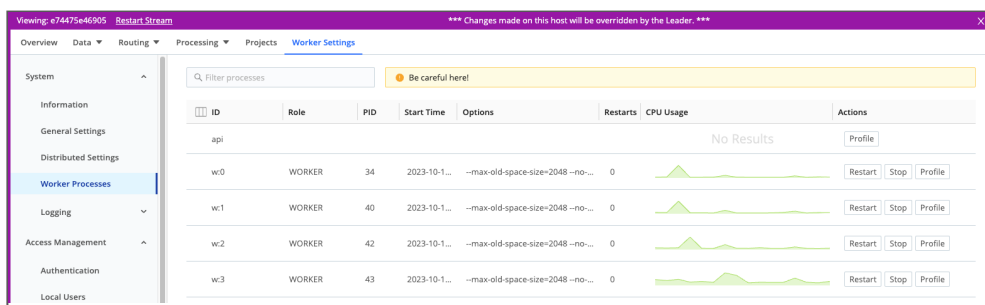 Viewing: e74475e46905 Restart Stream *** Changes made on this host will be overridden by the Leader. *** X
Overview Data ▼ Routing ▼ Processing ▼ Projects Worker Settings
System
Information
General Settings
Distributed Settings
Worker Processes
Logging
Access Management
Authentication
Local Users
Filter processes Be careful here!
ID Role PID Start Time Options Restarts CPU Usage Actions
api No Results Profile
w:0 WORKER 34 2023-10-1... --max-old-space-size=2048 --no-... 0 Restart Stop Profile
w:1 WORKER 40 2023-10-1... --max-old-space-size=2048 --no-... 0 Restart Stop Profile
w:2 WORKER 42 2023-10-1... --max-old-space-size=2048 --no-... 0 Restart Stop Profile
w:3 WORKER 43 2023-10-1... --max-old-space-size=2048 --no-... 0 Restart Stop Profile